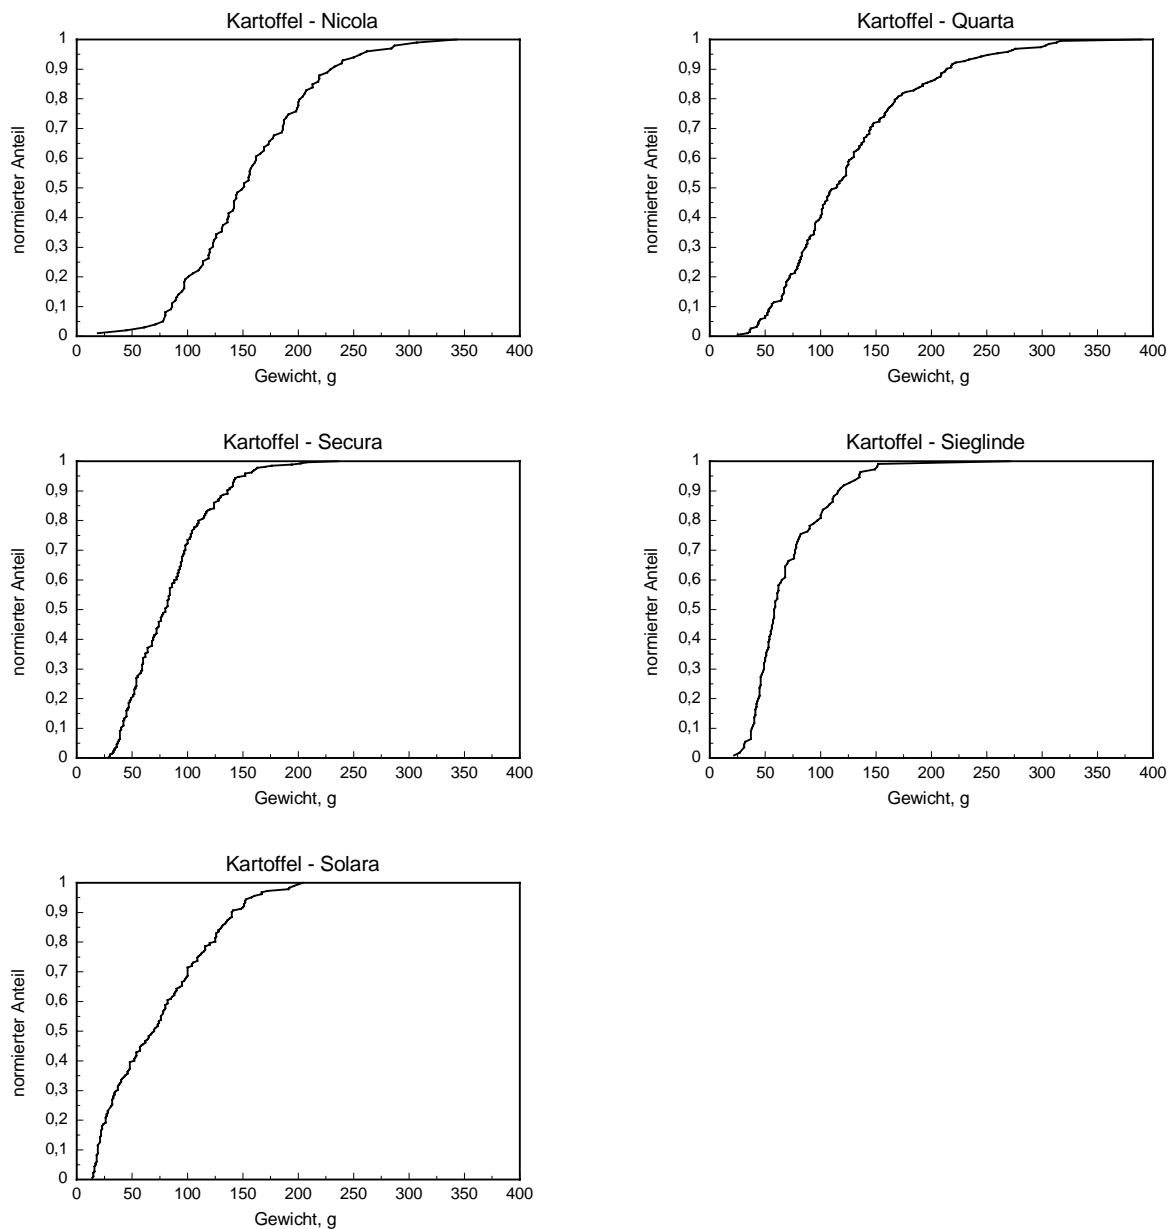 Kartoffel - Nicola
1
0,9
0,8
0,7
0,6
0,5
0,4
0,3
0,2
0,1
0
normierter Anteil
0 50 100 150 200 250 300 350 400
Gewicht, g
Kartoffel - Quarta
1
0,9
0,8
0,7
0,6
0,5
0,4
0,3
0,2
0,1
0
normierter Anteil
0 50 100 150 200 250 300 350 400
Gewicht, g
Kartoffel - Secura
1
0,9
0,8
0,7
0,6
0,5
0,4
0,3
0,2
0,1
0
normierter Anteil
0 50 100 150 200 250 300 350 400
Gewicht, g
Kartoffel - Sieglinde
1
0,9
0,8
0,7
0,6
0,5
0,4
0,3
0,2
0,1
0
normierter Anteil
0 50 100 150 200 250 300 350 400
Gewicht, g
Kartoffel - Solara
1
0,9
0,8
0,7
0,6
0,5
0,4
0,3
0,2
0,1
0
normierter Anteil
0 50 100 150 200 250 300 350 400
Gewicht, g